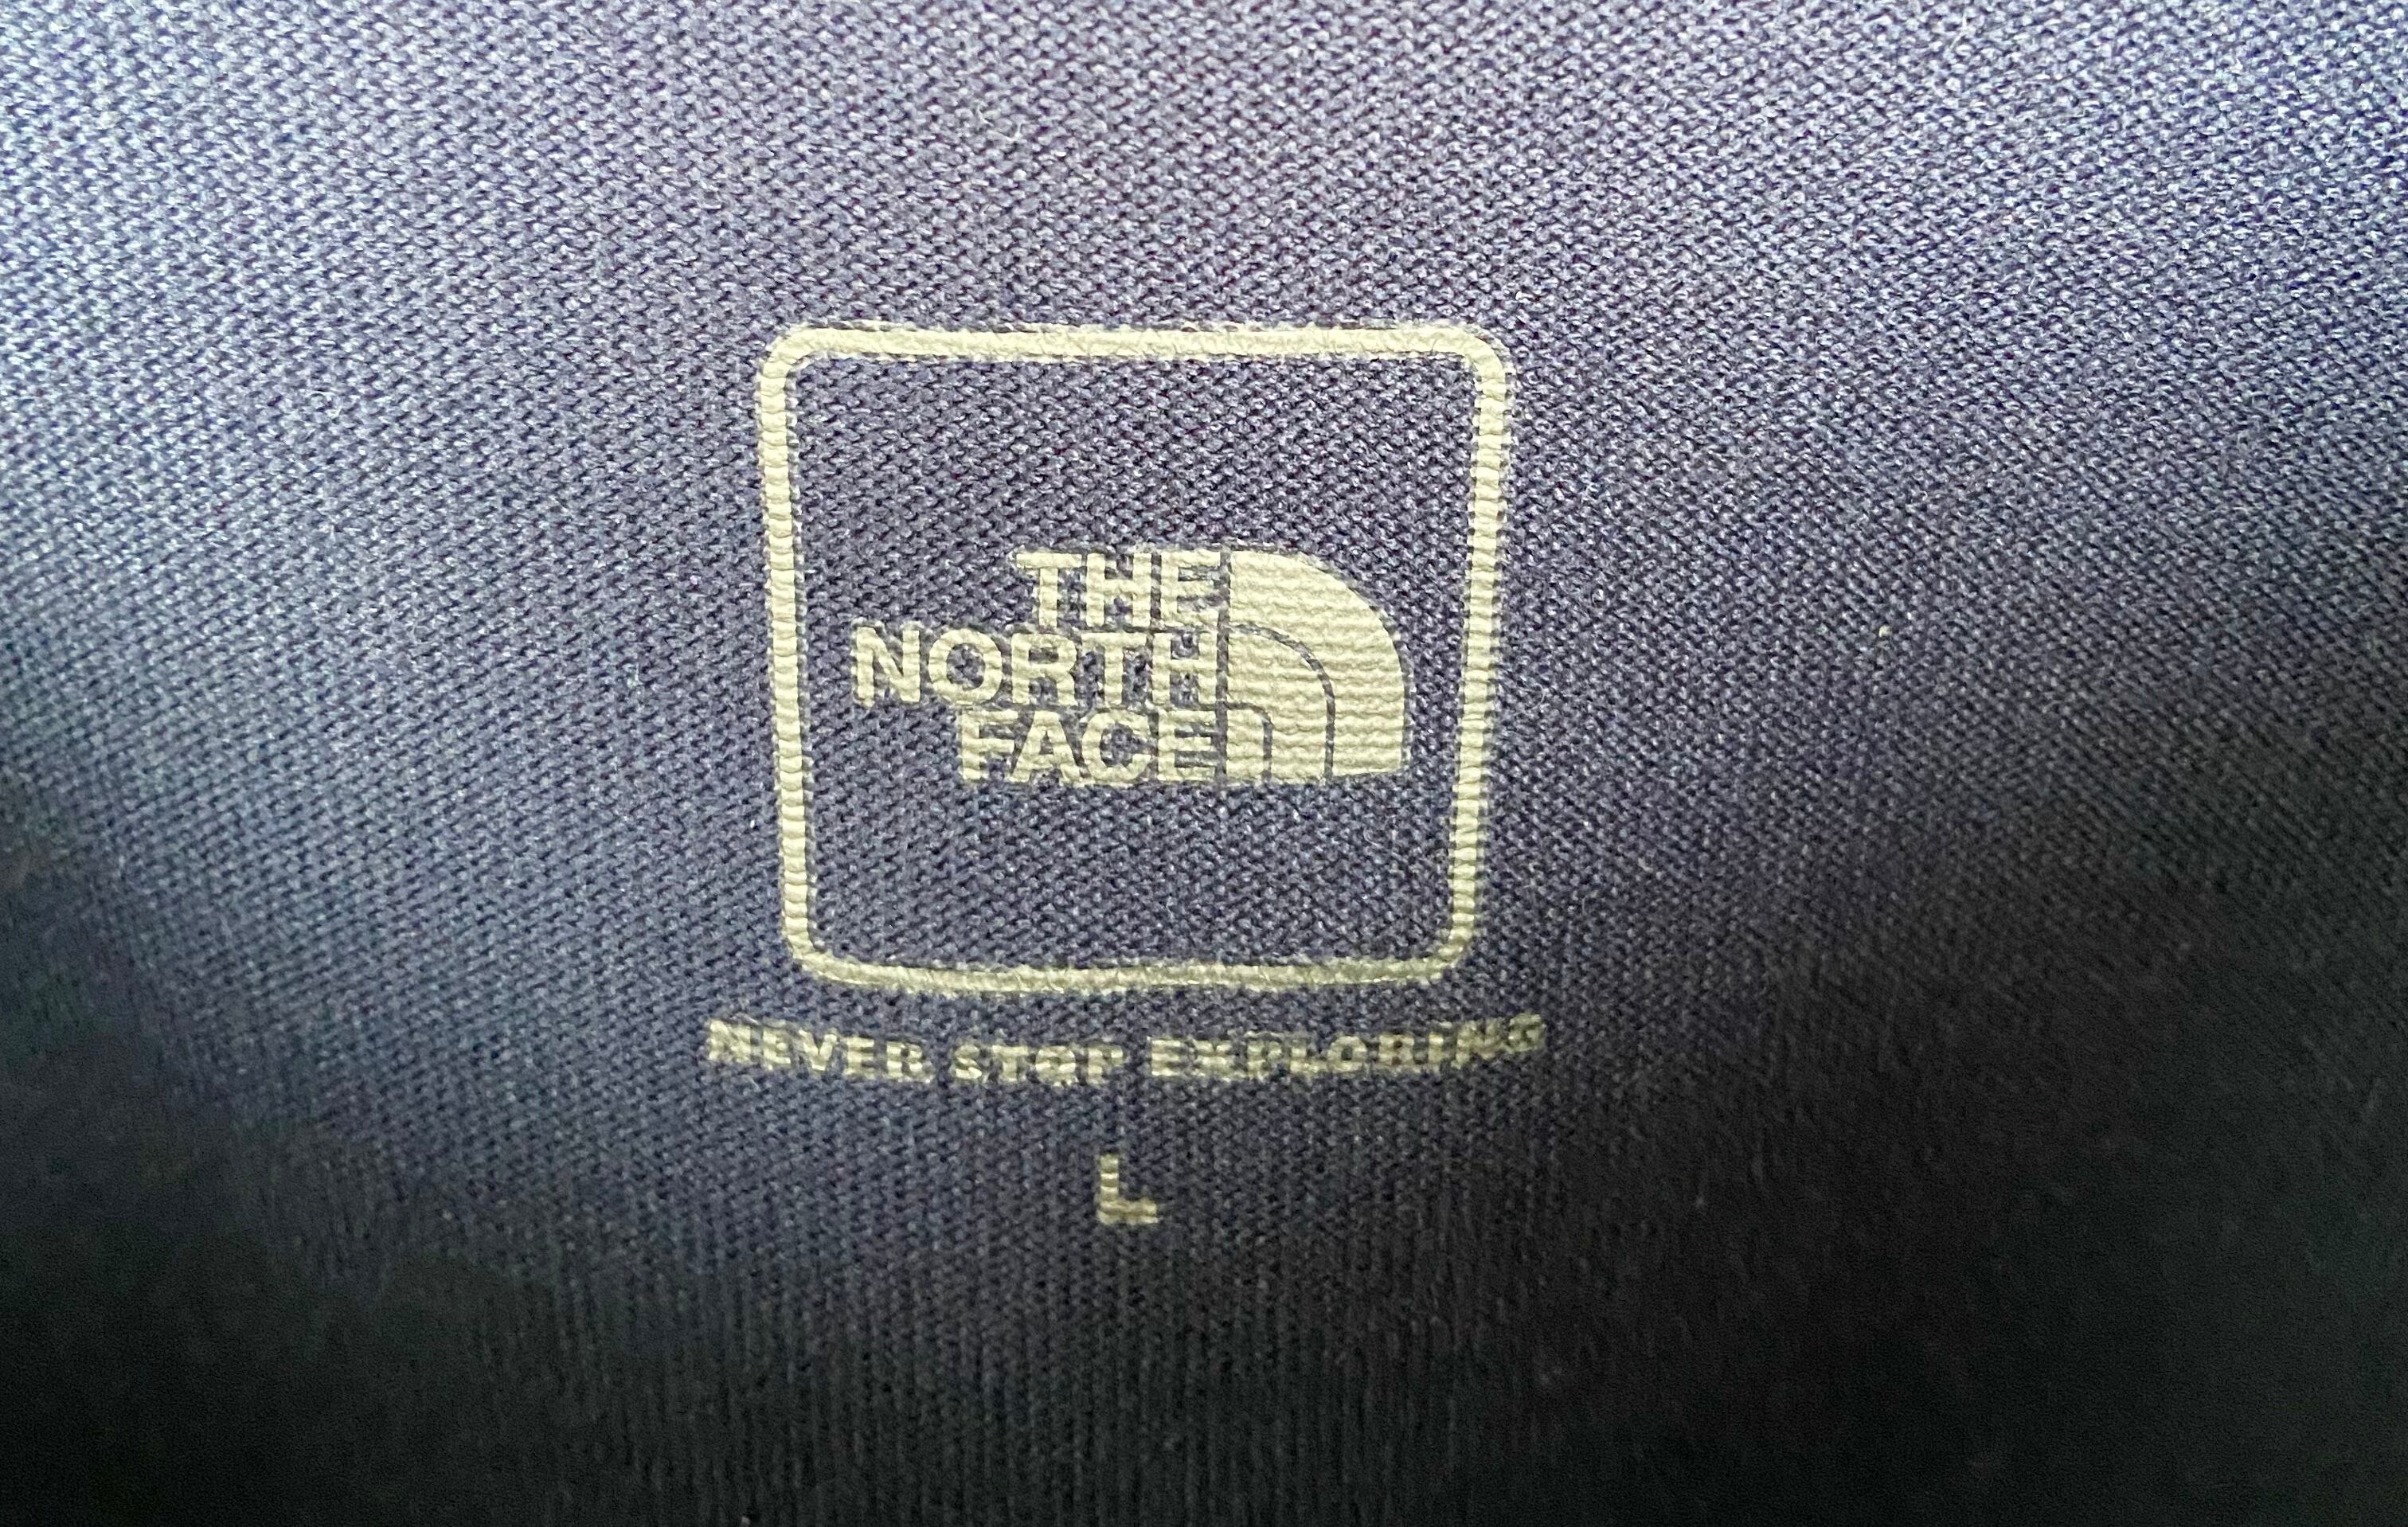 THE
NORTH
FACE
NEVER STOP EXPLORING
L